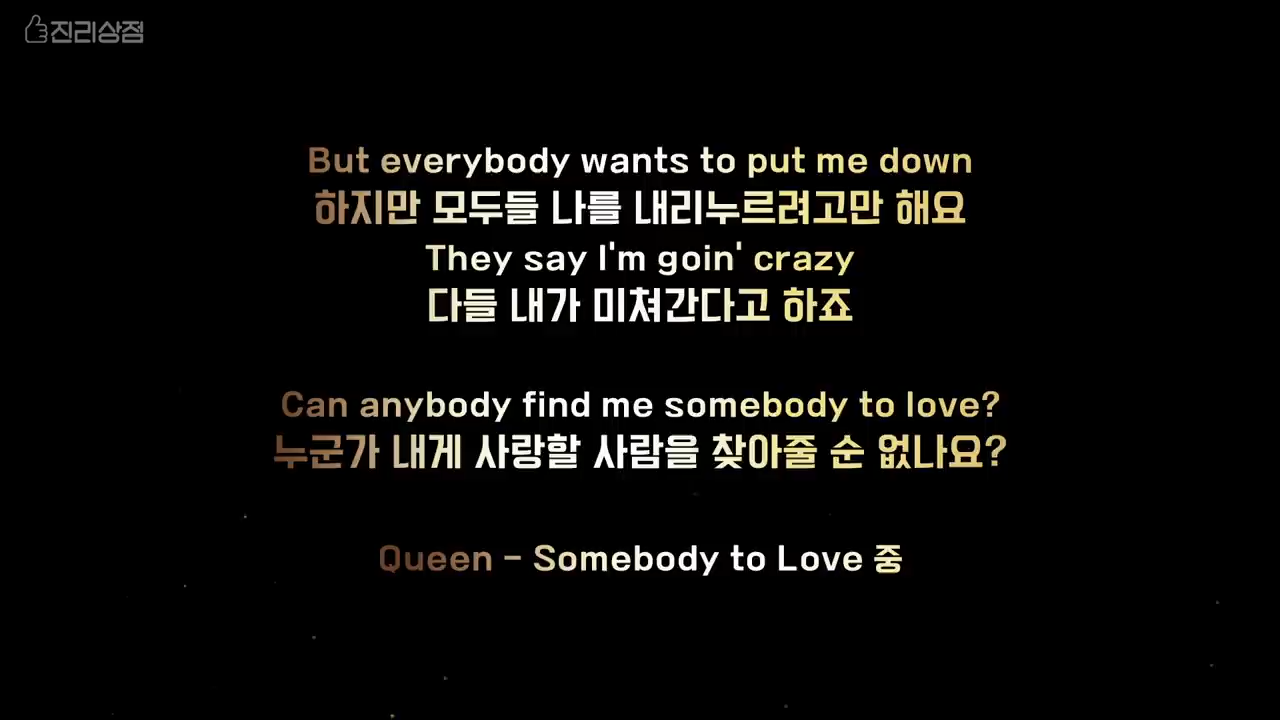 진리상점
But everybody wants to put me down
하지만 모두들 나를 내리누르려고만 해요
They say I'm goin' crazy
다들 내가 미쳐간다고 하죠
Can anybody find me somebody to love?
누군가 내게 사랑할 사람을 찾아줄 순 없나요?
Queen - Somebody to Love 중